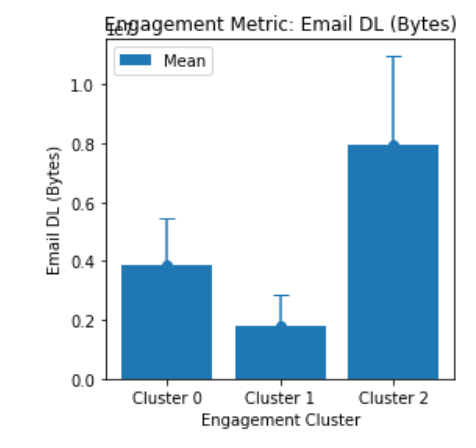 Engagement Metric: Email DL (Bytes)
1e7
Mean
1.0
0.8
0.6
0.4
0.2
0.0
Email DL (Bytes)
Cluster 0 Cluster 1 Cluster 2
Engagement Cluster